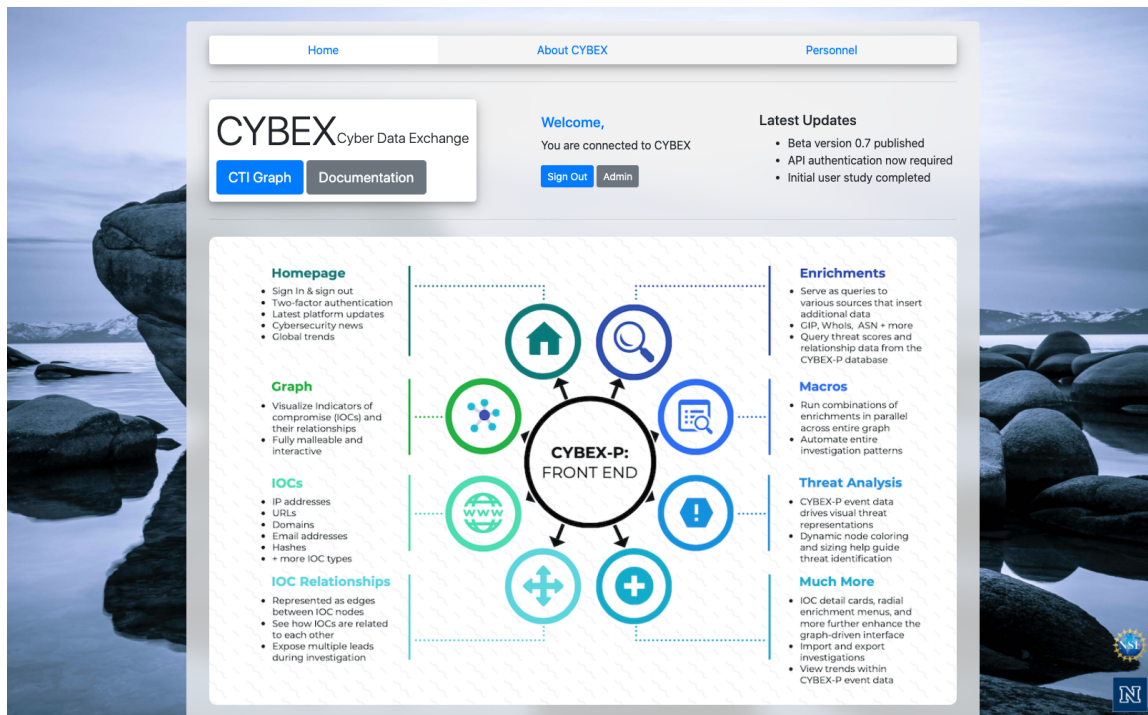 Home
About CYBEX
Personnel
CYBEX Cyber Data Exchange
CTI Graph
Documentation
Welcome,
You are connected to CYBEX
Sign Out
Admin
Latest Updates
• Beta version 0.7 published
• API authentication now required
• Initial user study completed
Homepage
• Sign In & sign out
• Two-factor authentication
• Latest platform updates
• Cybersecurity news
• Global trends
Graph
• Visualize Indicators of
compromise (IOCs) and
their relationships
• Fully malleable and
interactive
IOCs
• IP addresses
• URLs
• Domains
• Email addresses
• Hashes
• + more IOC types
IOC Relationships
• Represented as edges
between IOC nodes
• See how IOCs are related
to each other
• Expose multiple leads
during investigation
www
CYBEX-P:
FRONT END
Enrichments
• Serve as queries to
various sources that insert
additional data
• GIP, WhoIs, ASN + more
• Query threat scores and
relationship data from the
CYBEX-P database
Macros
• Run combinations of
enrichments in parallel
across entire graph
• Automate entire
investigation patterns
Threat Analysis
• CYBEX-P event data
drives visual threat
representations
• Dynamic node coloring
and sizing help guide
threat identification
Much More
• IOC detail cards, radial
enrichment menus, and
more further enhance the
graph-driven interface
• Import and export
investigations
• View trends within
CYBEX-P event data
NSF
N